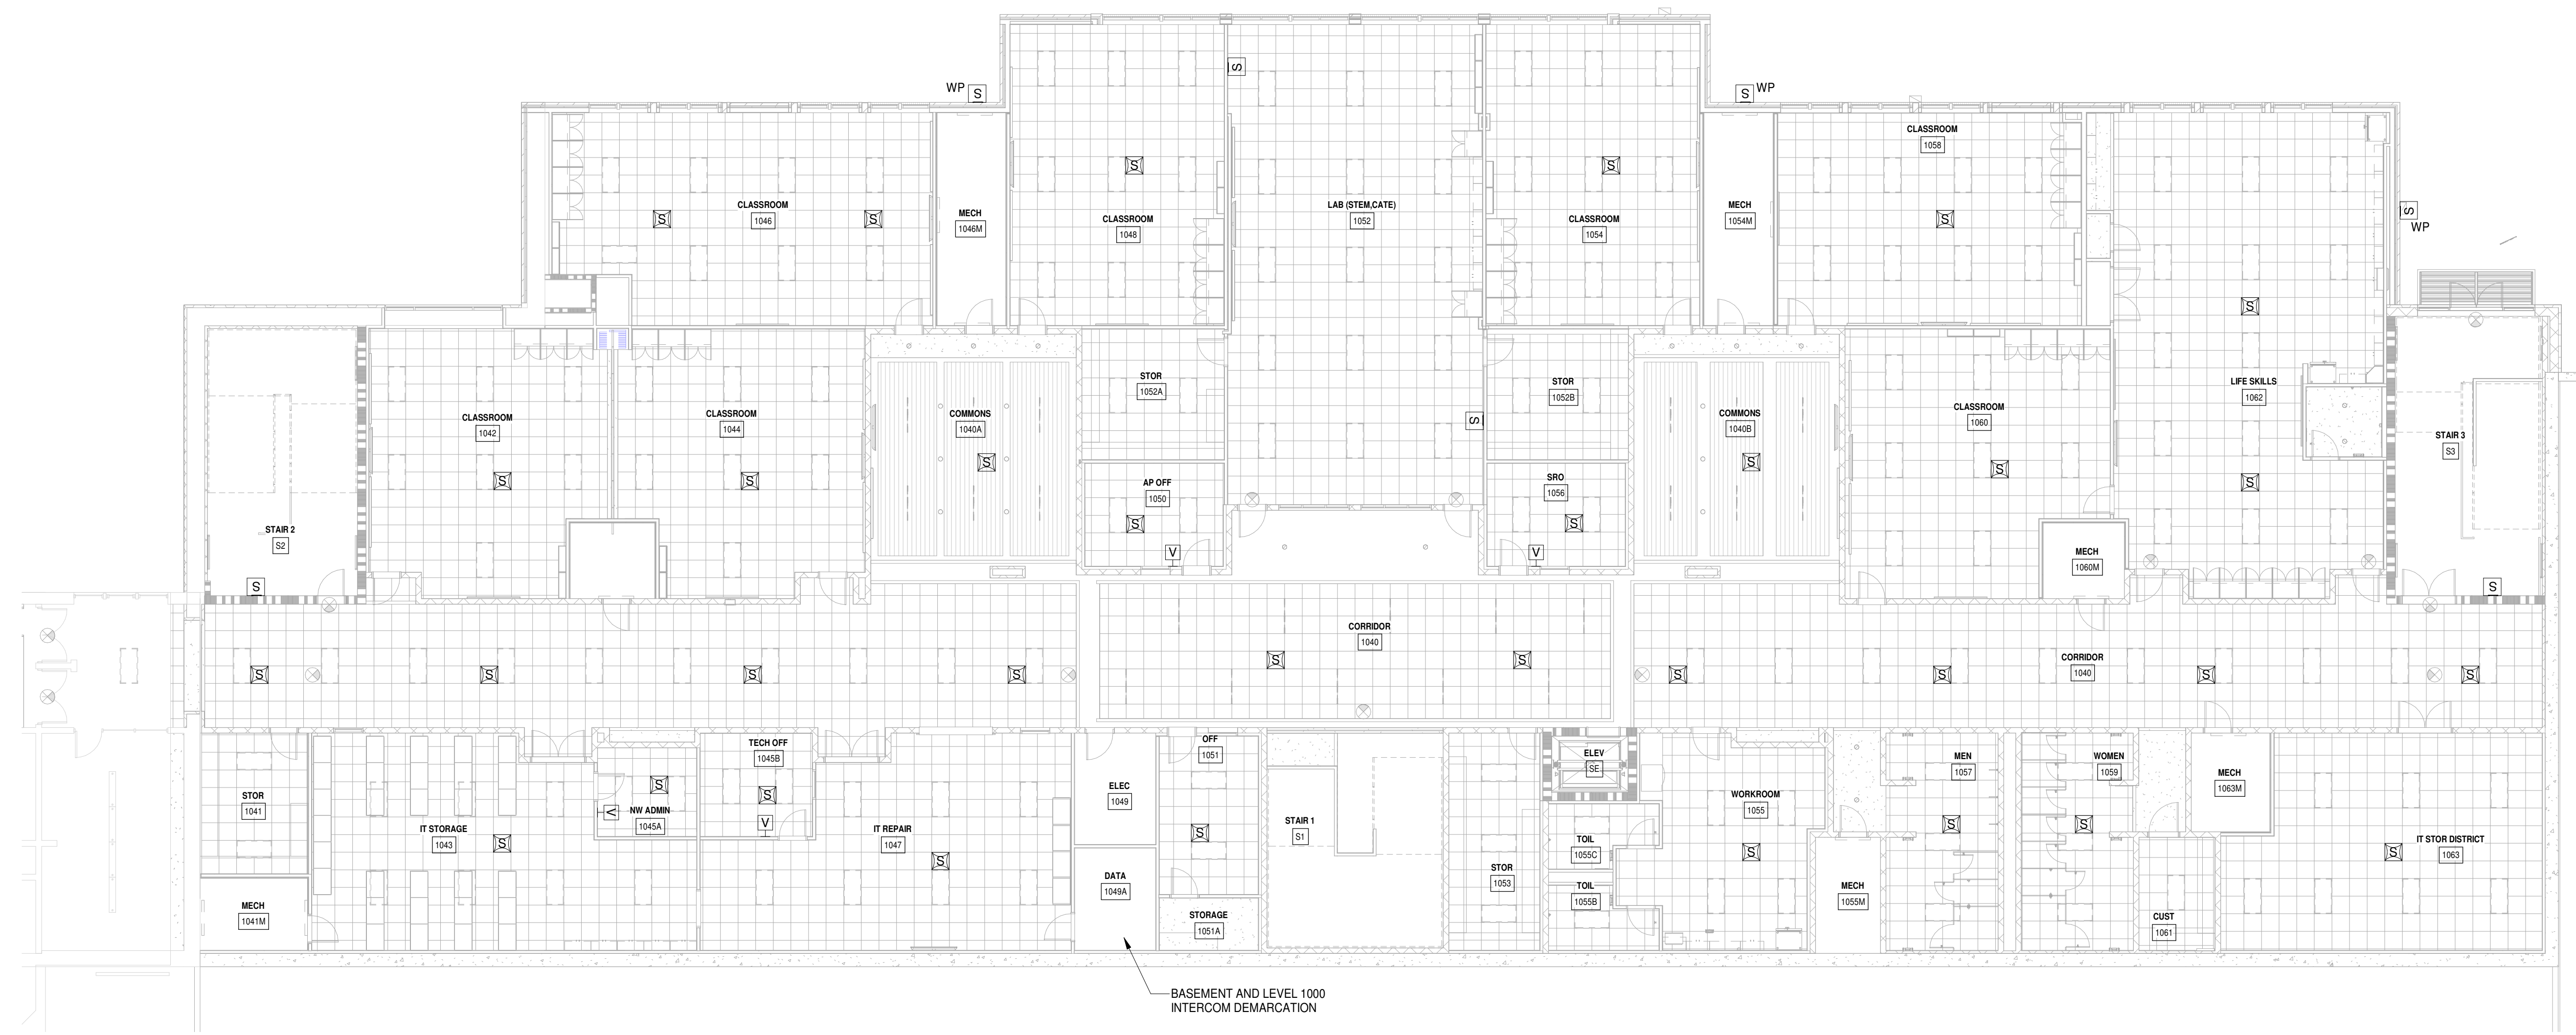 WP
S
S
WP
S
CLASSROOM
1058
S
S
S
CLASSROOM
1046
S
MECH
1046M
CLASSROOM
1048
LAB (STEM,CATE)
1052
CLASSROOM
1054
MECH
1054M
S
S
WP
S
STOR
1052A
STOR
1052B
LIFE SKILLS
1062
CLASSROOM
1042
CLASSROOM
1044
COMMONS
1040A
S
COMMONS
1040B
CLASSROOM
1060
STAIR 3
S3
S
S
S
S
S
AP OFF
1050
S
V
SRO
1056
S
V
S
STAIR 2
S2
S
MECH
1060M
S
CORRIDOR
1040
S
S
CORRIDOR
1040
S
S
S
S
S
S
S
S
TECH OFF
1045B
S
OFF
1051
ELEV
SE
MEN
1057
WOMEN
1059
MECH
1063M
STOR
1041
S
NW ADMIN
1045A
V
V
ELEC
1049
WORKROOM
1055
IT STORAGE
1043
S
IT REPAIR
1047
S
S
STAIR 1
S1
TOIL
1055C
S
S
S
S
IT STOR DISTRICT
1063
MECH
1041M
DATA
1049A
STORAGE
1051A
STOR
1053
TOIL
1055B
MECH
1055M
CUST
1061
BASEMENT AND LEVEL 1000
INTERCOM DEMARCATION